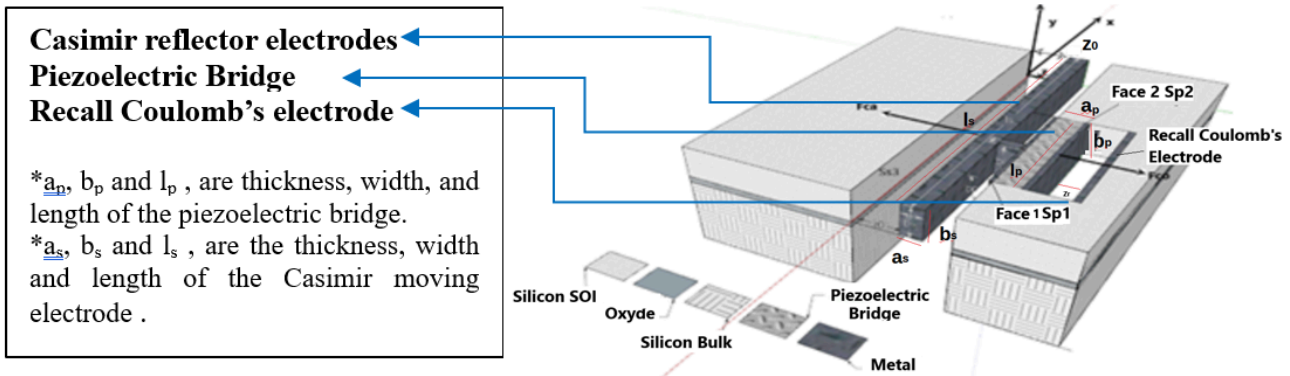 Casimir reflector electrodes
Piezoelectric Bridge
Recall Coulomb's electrode
*ap, bp and lp , are thickness, width, and
length of the piezoelectric bridge.
*as, bs and ls , are the thickness, width
and length of the Casimir moving
electrode .
y
x
z0
Face 2 Sp2
Fca
ls
ap
bp
Recall Coulomb's
Electrode
Ss3
lp
Fco
Face 1 Sp1
bs
as
Silicon SOI
Oxyde
Silicon Bulk
Piezoelectric
Bridge
Metal